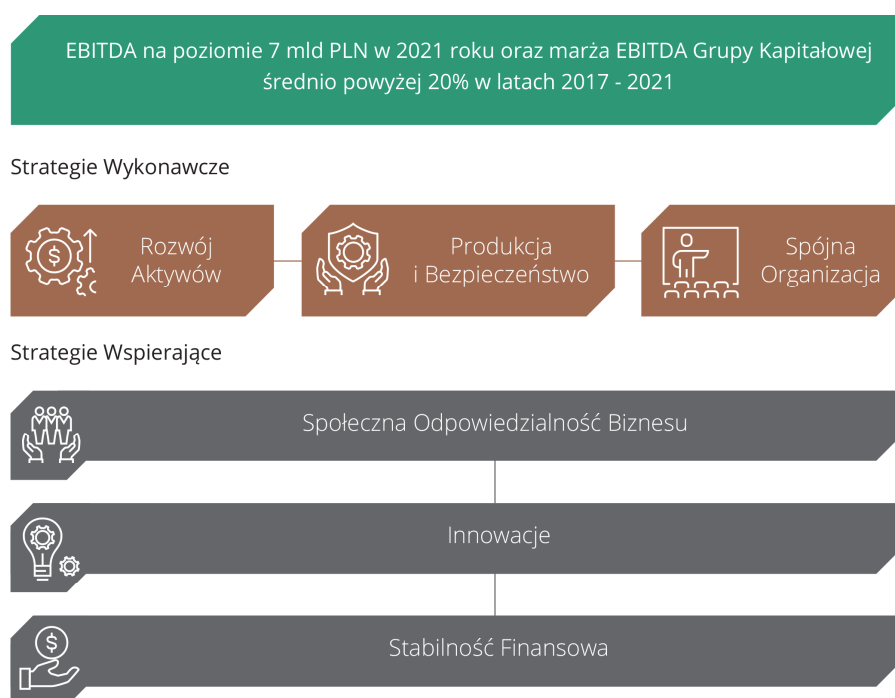 EBITDA na poziomie 7 mld PLN w 2021 roku oraz marża EBITDA Grupy Kapitałowej
średnio powyżej 20% w latach 2017 - 2021
Strategie Wykonawcze
Rozwój
Aktywów
Produkcja
i Bezpieczeństwo
Spójna
Organizacja
Strategie Wspierające
Społeczna Odpowiedzialność Biznesu
Innowacje
Stabilność Finansowa